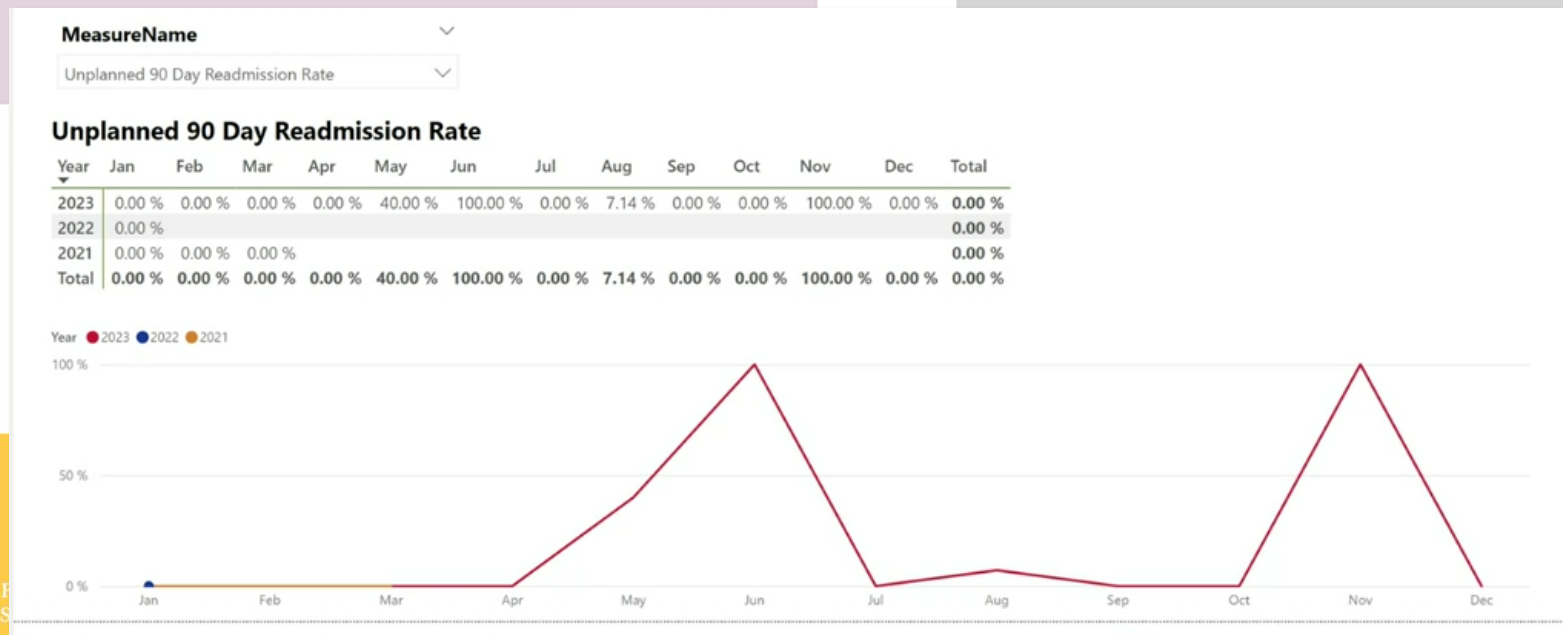 MeasureName
Unplanned 90 Day Readmission Rate
Unplanned 90 Day Readmission Rate
Year Jan Feb Mar Apr May Jun Jul Aug Sep Oct Nov Dec Total
2023 0.00 % 0.00 % 0.00 % 0.00 % 40.00 % 100.00 % 0.00 % 7.14 % 0.00 % 0.00 % 100.00 % 0.00 % 0.00 %
2022 0.00 % 0.00 %
2021 0.00 % 0.00 % 0.00 % 0.00 %
Total 0.00 % 0.00 % 0.00 % 0.00 % 40.00 % 100.00 % 0.00 % 7.14 % 0.00 % 0.00 % 100.00 % 0.00 % 0.00 %
Year 2023 2022 2021
100 %
50 %
0 %
Jan Feb Mar Apr May Jun Jul Aug Sep Oct Nov Dec